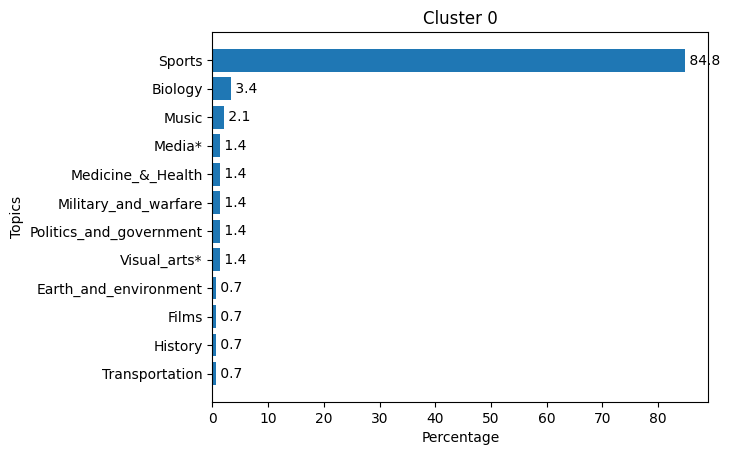 Cluster 0
Topics
Sports 84.8
Biology 3.4
Music 2.1
Media* 1.4
Medicine_&_Health 1.4
Military_and_warfare 1.4
Politics_and_government 1.4
Visual_arts* 1.4
Earth_and_environment 0.7
Films 0.7
History 0.7
Transportation 0.7
0 10 20 30 40 50 60 70 80
Percentage